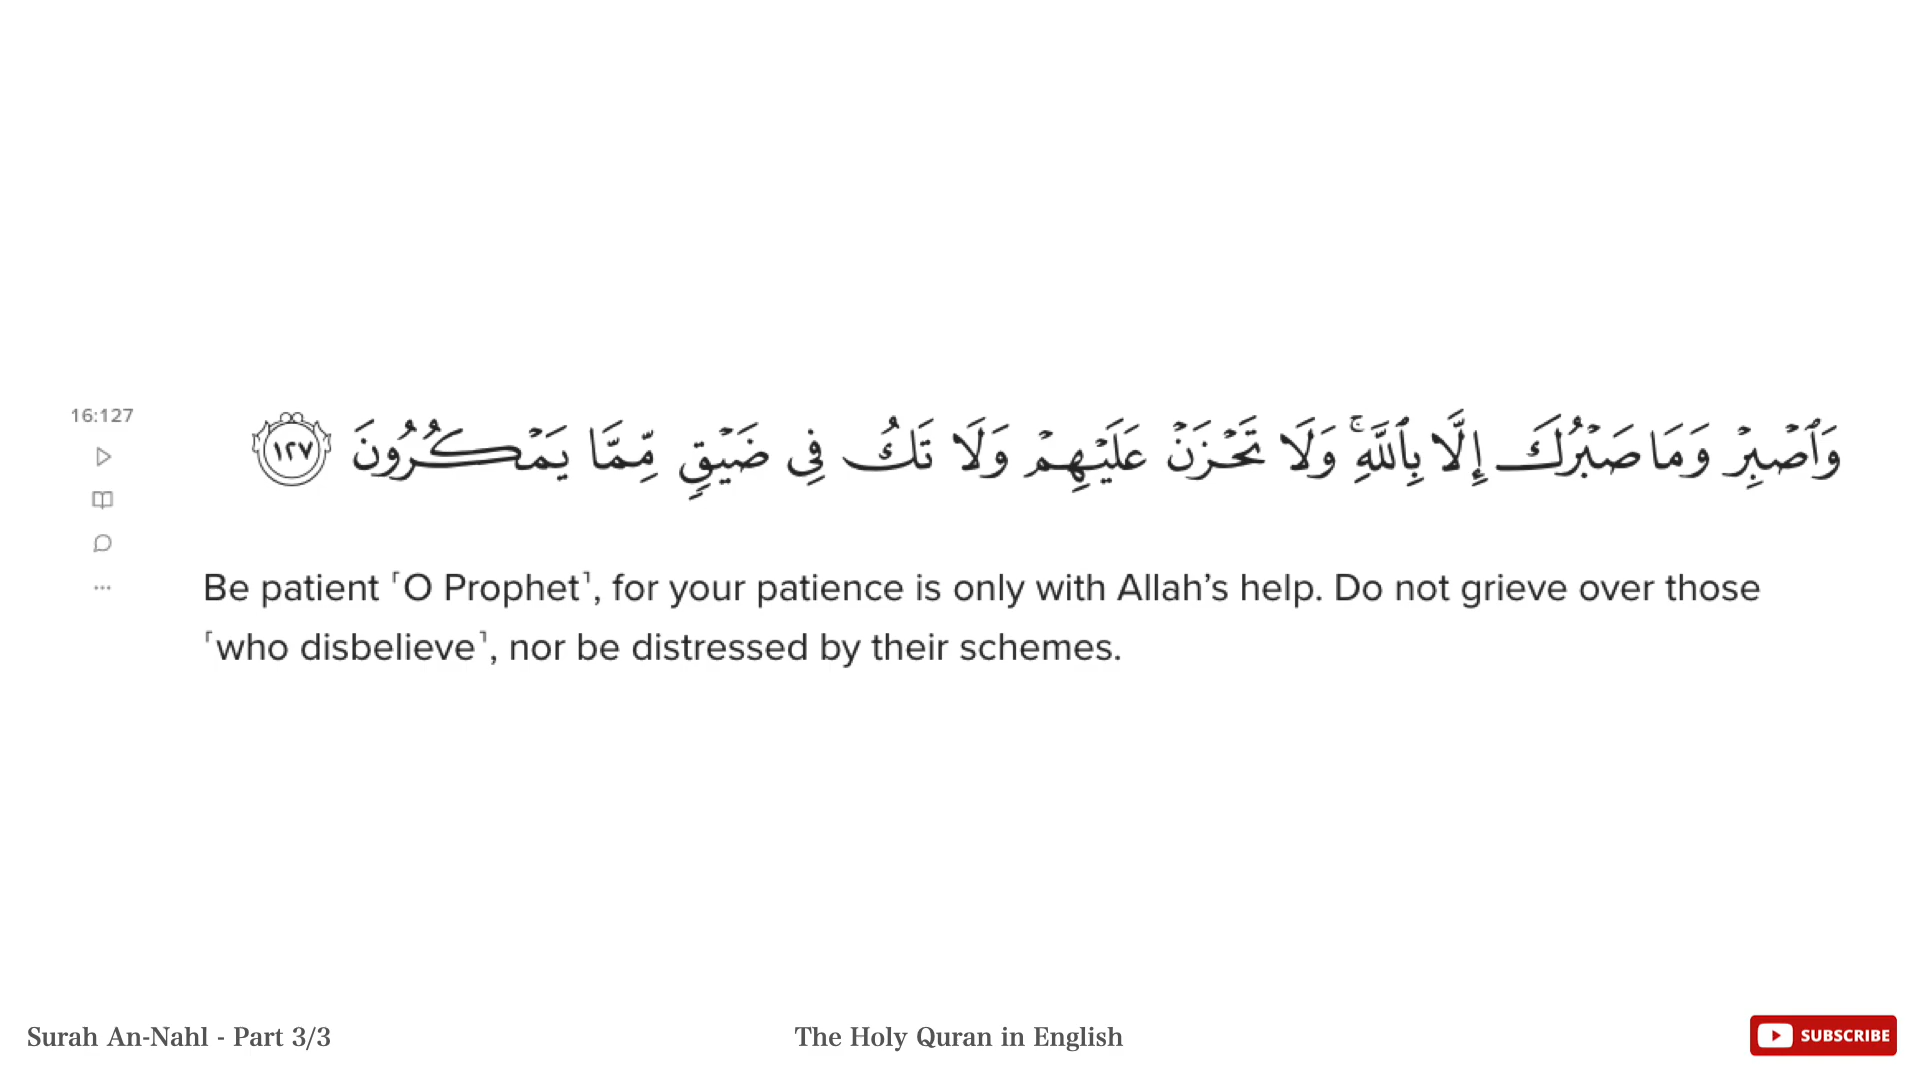 16:127
وَٱصْبِرْ وَمَا صَبْرُكَ إِلَّا بِٱللَّهِ ۚ وَلَا تَحْزَنْ عَلَيْهِمْ وَلَا تَكُ فِى ضَيْقٍ مِّمَّا يَمْكُرُونَ ١٢٧
Be patient ˹O Prophet˺, for your patience is only with Allah’s help. Do not grieve over those
˹who disbelieve˺, nor be distressed by their schemes.
Surah An-Nahl - Part 3/3
The Holy Quran in English
SUBSCRIBE